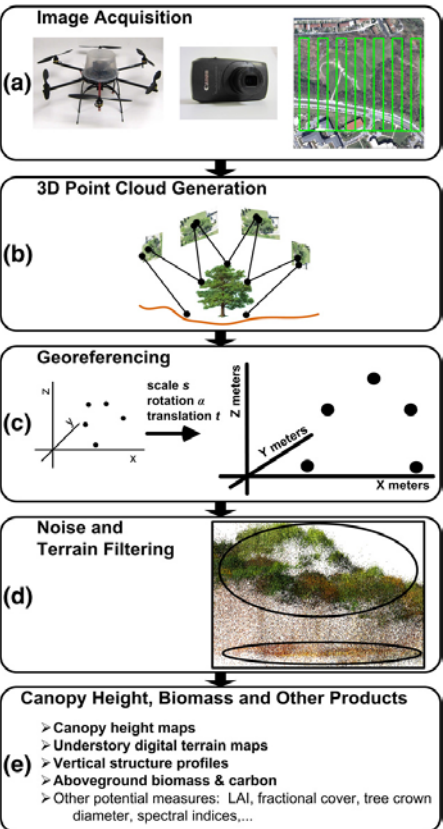 Image Acquisition
(a)
Canon
3D Point Cloud Generation
(b)
Georeferencing
(c)
Z
Y
X
scale s
rotation α
translation t
Z meters
Y meters
X meters
Noise and
Terrain Filtering
(d)
Canopy Height, Biomass and Other Products
(e)
➢Canopy height maps
➢Understory digital terrain maps
➢Vertical structure profiles
➢Aboveground biomass & carbon
➢Other potential measures: LAI, fractional cover, tree crown
diameter, spectral indices,...